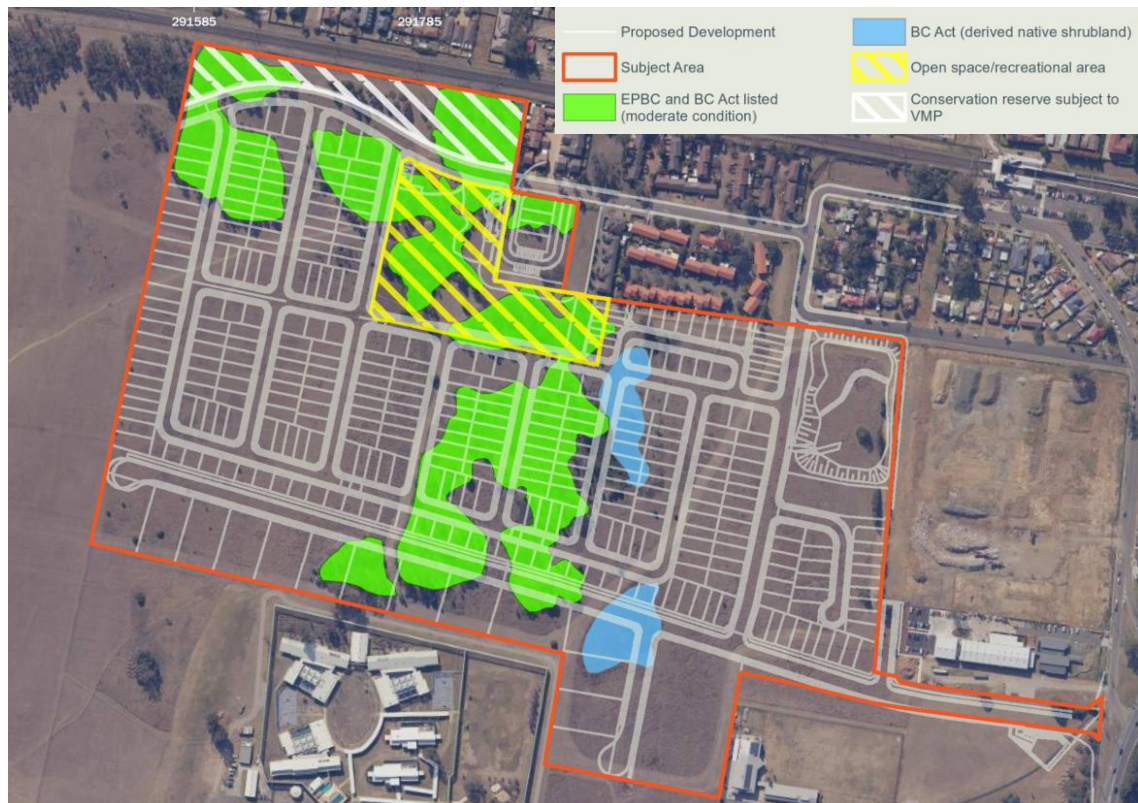 291585
291785
Proposed Development
Subject Area
EPBC and BC Act listed
(moderate condition)
BC Act (derived native shrubland)
Open space/recreational area
Conservation reserve subject to
VMP